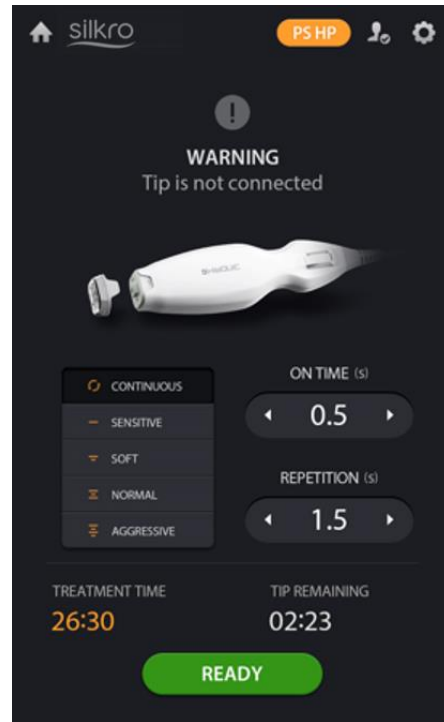 silkro
PS HP
WARNING
Tip is not connected
CONTINUOUS
SENSITIVE
SOFT
NORMAL
AGGRESSIVE
ON TIME (s)
0.5
REPETITION (s)
1.5
TREATMENT TIME
26:30
TIP REMAINING
02:23
READY